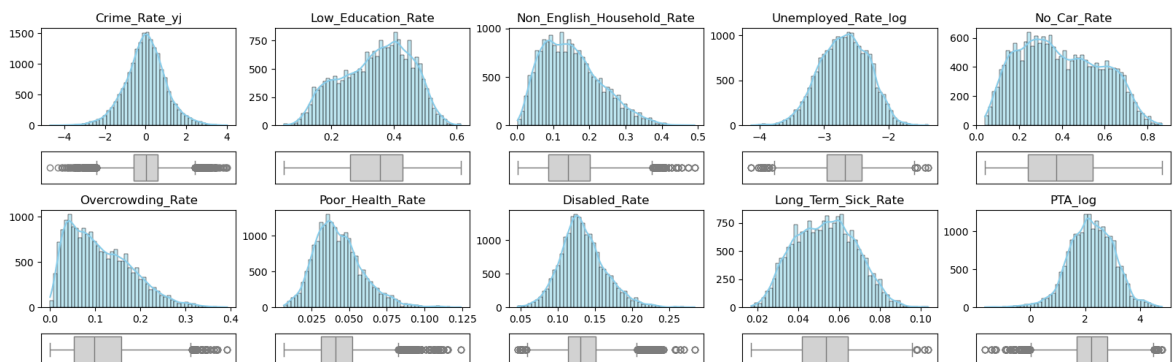 Crime_Rate_yj
1500
1000
500
0
−4 −2 0 2 4
Low_Education_Rate
750
500
250
0
0.2 0.4 0.6
Non_English_Household_Rate
1000
500
0
0.0 0.1 0.2 0.3 0.4 0.5
Unemployed_Rate_log
1000
500
0
−4 −3 −2
No_Car_Rate
600
400
200
0
0.0 0.2 0.4 0.6 0.8
Overcrowding_Rate
1000
500
0
0.0 0.1 0.2 0.3 0.4
Poor_Health_Rate
1000
500
0
0.025 0.050 0.075 0.100 0.125
Disabled_Rate
1000
500
0
0.05 0.10 0.15 0.20 0.25
Long_Term_Sick_Rate
750
500
250
0
0.02 0.04 0.06 0.08 0.10
PTA_log
1000
500
0
0 2 4